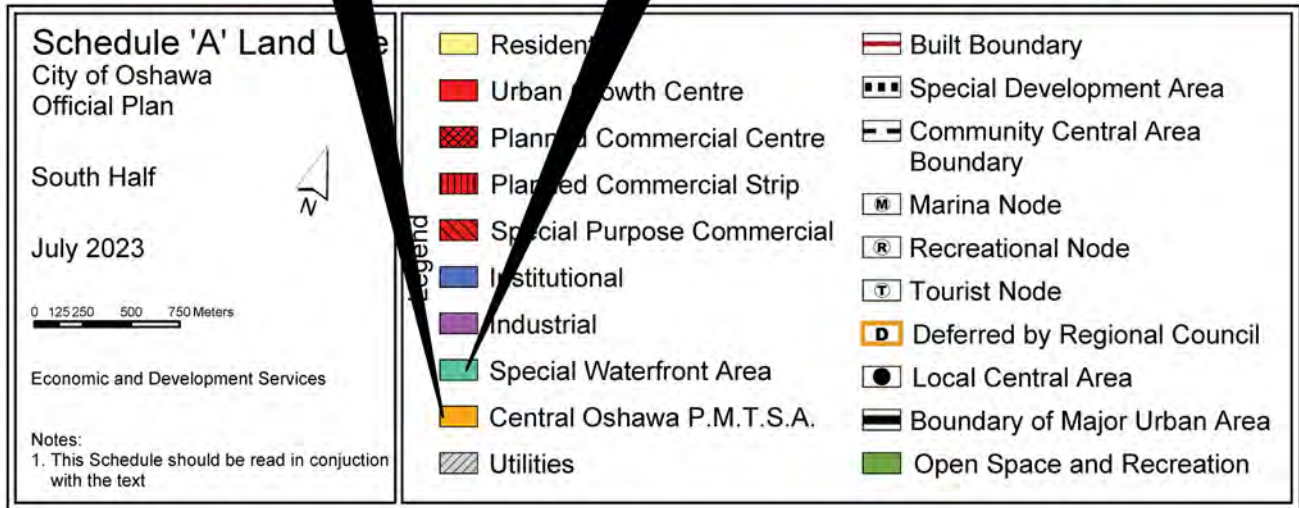 Schedule 'A' Land Use
City of Oshawa
Official Plan
South Half
N
July 2023
0 125 250 500 750 Meters
Economic and Development Services
Notes:
1. This Schedule should be read in conjuction
with the text
Legend
Urban Growth Centre
Planned Commercial Centre
Planned Commercial Strip
Special Purpose Commercial
Institutional
Industrial
Special Waterfront Area
Central Oshawa P.M.T.S.A.
Utilities
Built Boundary
Special Development Area
Community Central Area
Boundary
M Marina Node
R Recreational Node
T Tourist Node
D Deferred by Regional Council
Local Central Area
Boundary of Major Urban Area
Open Space and Recreation